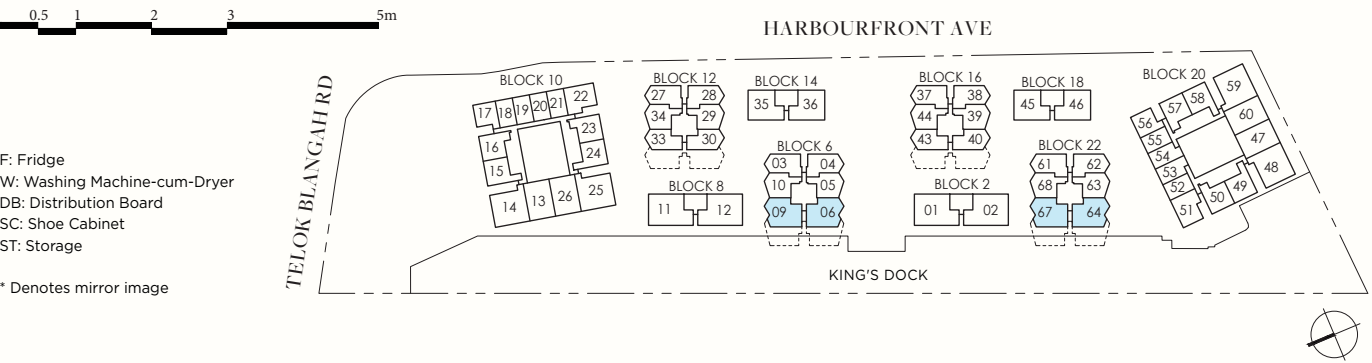 0.5 1 2 3 5m
HARBOURFRONT AVE
TELOK BLANGAH RD
F: Fridge
W: Washing Machine-cum-Dryer
DB: Distribution Board
SC: Shoe Cabinet
ST: Storage
* Denotes mirror image
BLOCK 10
17 18 19 20 21 22
16 23
15 24
14 13 26 25
BLOCK 12
27 28
34 29
33 30
BLOCK 14
35 36
BLOCK 6
03 04
10 05
09 06
BLOCK 8
11 12
BLOCK 16
37 38
44 39
43 40
BLOCK 18
45 46
BLOCK 22
61 62
68 63
67 64
BLOCK 2
01 02
BLOCK 20
59
58
57
56 60
55 47
54
53 48
52 49
51 50
KING'S DOCK